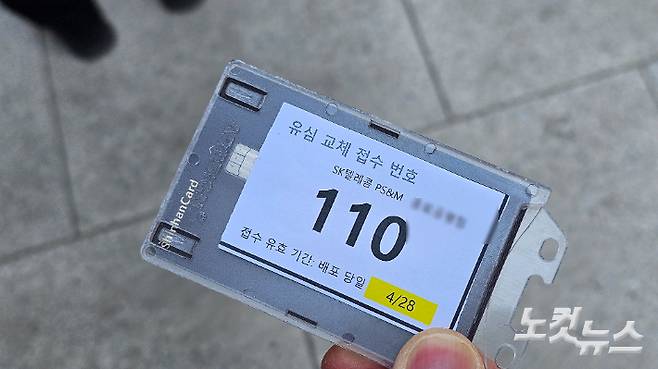 유심 교체 접수 번호
SK텔레콤 PS&M
110
접수 유효 기간: 배포 당일
4/28
ShinhanCard
노컷뉴스